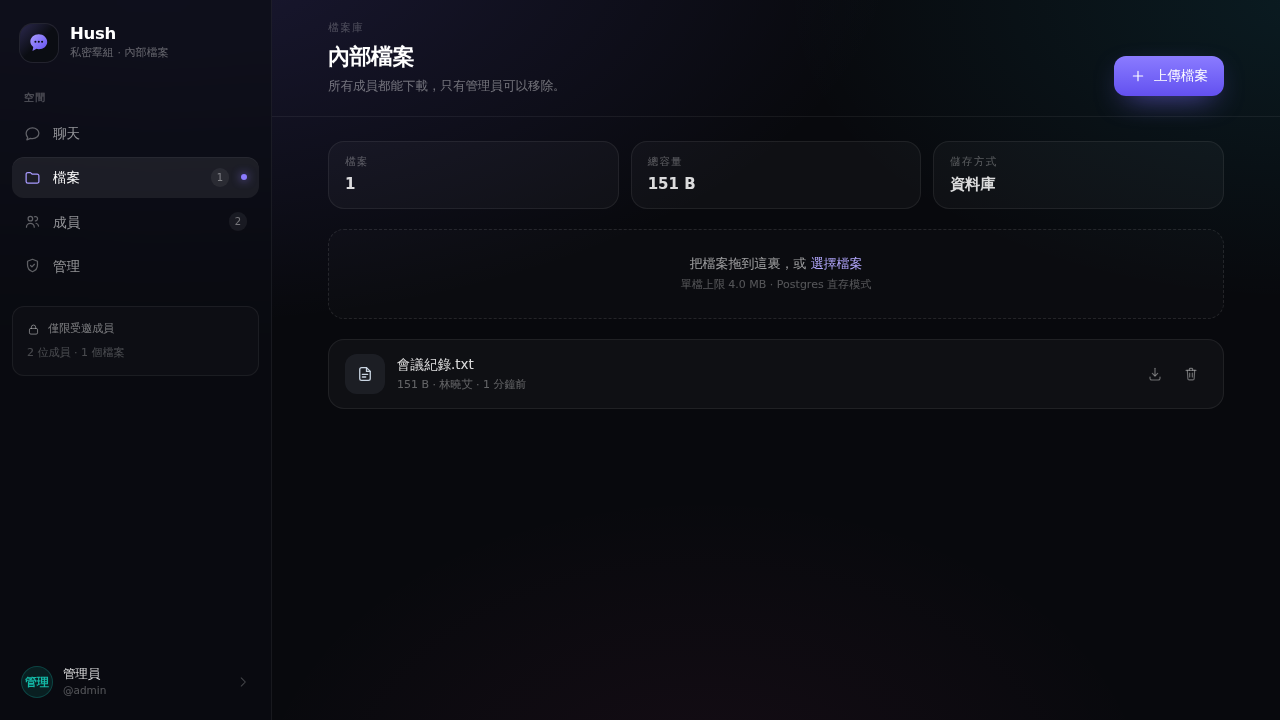 Hush
私密羣組 · 內部檔案
空間
聊天
檔案
1
成員
2
管理
僅限受邀成員
2 位成員 · 1 個檔案
管理
管理員
@admin
檔案庫
內部檔案
所有成員都能下載，只有管理員可以移除。
上傳檔案
檔案
1
總容量
151 B
儲存方式
資料庫
把檔案拖到這裏，或 選擇檔案
單檔上限 4.0 MB · Postgres 直存模式
會議紀錄.txt
151 B · 林曉艾 · 1 分鐘前